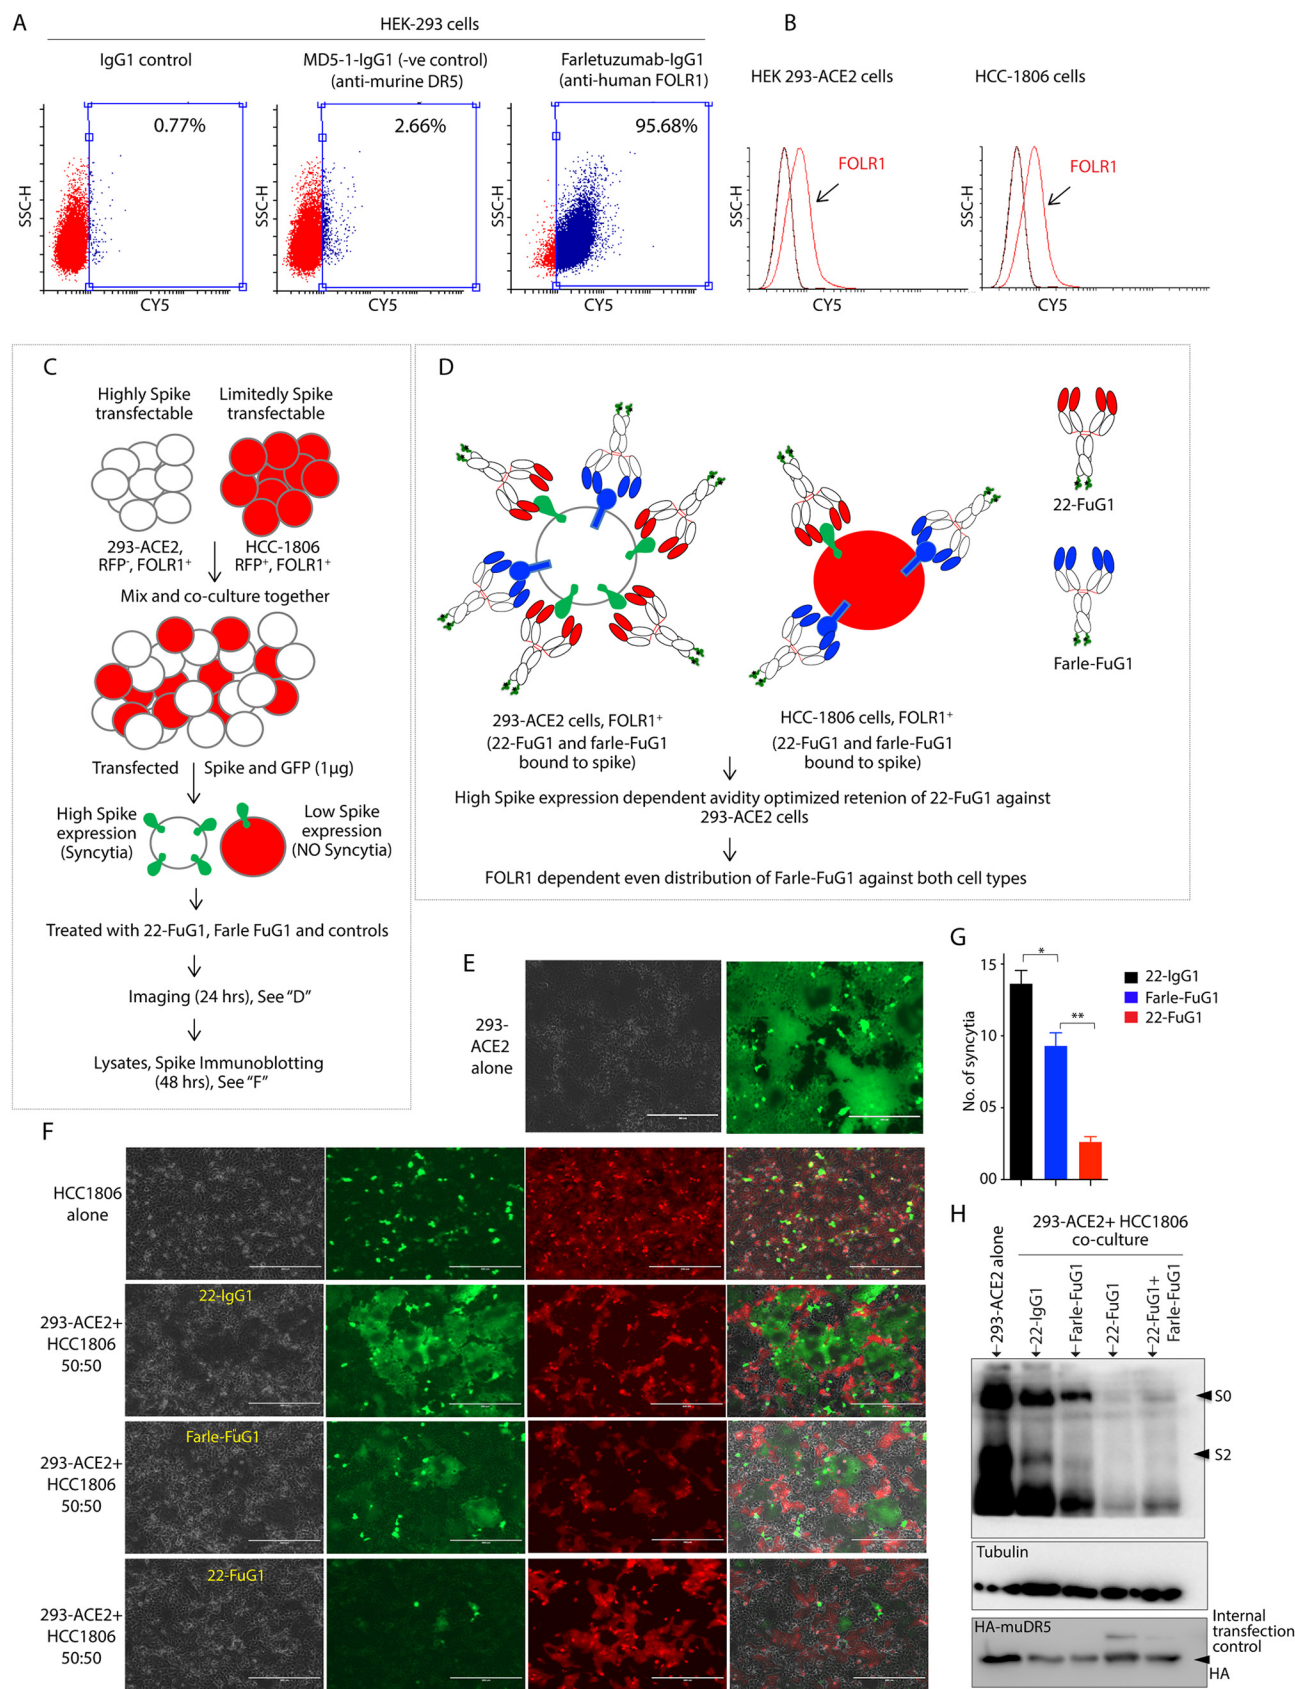 A
HEK-293 cells
IgG1 control
MD5-1-IgG1 (-ve control)
(anti-murine DR5)
Farletuzumab-IgG1
(anti-human FOLR1)
0.77%
2.66%
95.68%
SSC-H
SSC-H
SSC-H
CY5
CY5
CY5
B
HEK 293-ACE2 cells
HCC-1806 cells
FOLR1
FOLR1
SSC-H
SSC-H
CY5
CY5
C
Highly Spike
transfectable
Limitedly Spike
transfectable
293-ACE2,
RFP-, FOLR1+
HCC-1806
RFP+, FOLR1+
Mix and co-culture together
Transfected
Spike and GFP (1µg)
High Spike
expression
(Syncytia)
Low Spike
expression
(NO Syncytia)
Treated with 22-FuG1, Farle FuG1 and controls
Imaging (24 hrs), See "D"
Lysates, Spike Immunoblotting
(48 hrs), See "F"
D
22-FuG1
Farle-FuG1
293-ACE2 cells, FOLR1+
(22-FuG1 and farle-FuG1
bound to spike)
HCC-1806 cells, FOLR1+
(22-FuG1 and farle-FuG1
bound to spike)
High Spike expression dependent avidity optimized retenion of 22-FuG1 against
293-ACE2 cells
FOLR1 dependent even distribution of Farle-FuG1 against both cell types
E
293-
ACE2
alone
F
HCC1806
alone
22-IgG1
293-ACE2+
HCC1806
50:50
Farle-FuG1
293-ACE2+
HCC1806
50:50
22-FuG1
293-ACE2+
HCC1806
50:50
G
No. of syncytia
15
10
05
00
*
**
22-IgG1
Farle-FuG1
22-FuG1
H
293-ACE2+ HCC1806
co-culture
293-ACE2 alone
22-IgG1
Farle-FuG1
22-FuG1
22-FuG1+
Farle-FuG1
S0
S2
Tubulin
HA-muDR5
Internal
transfection
control
HA